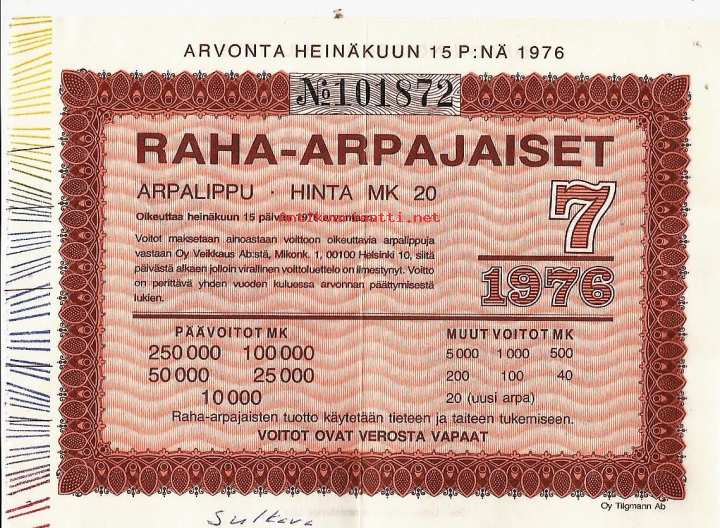 ARVONTA HEINÄKUUN 15 P:NÄ 1976
№101872
RAHA-ARPAJAISET
ARPALIPPU · HINTA MK 20
Oikeuttaa heinäkuun 15 päivän 1976 arvontaan
antikvariaatti.net
7
1976
Voitot maksetaan ainoastaan voittoon oikeuttavia arpalippuja
vastaan Oy Veikkaus Ab:stä, Mikonk. 1, 00100 Helsinki 10, siitä
päivästä alkaen jolloin virallinen voittoluettelo on ilmestynyt. Voitto
on perittävä yhden vuoden kuluessa arvonnan päättymisestä
lukien.
PÄÄVOITOT MK
250 000 100 000
50 000 25 000
10 000
MUUT VOITOT MK
5 000 1 000 500
200 100 40
20 (uusi arpa)
Raha-arpajaisten tuotto käytetään tieteen ja taiteen tukemiseen.
VOITOT OVAT VEROSTA VAPAAT
Oy Tilgmann Ab
Sulkava